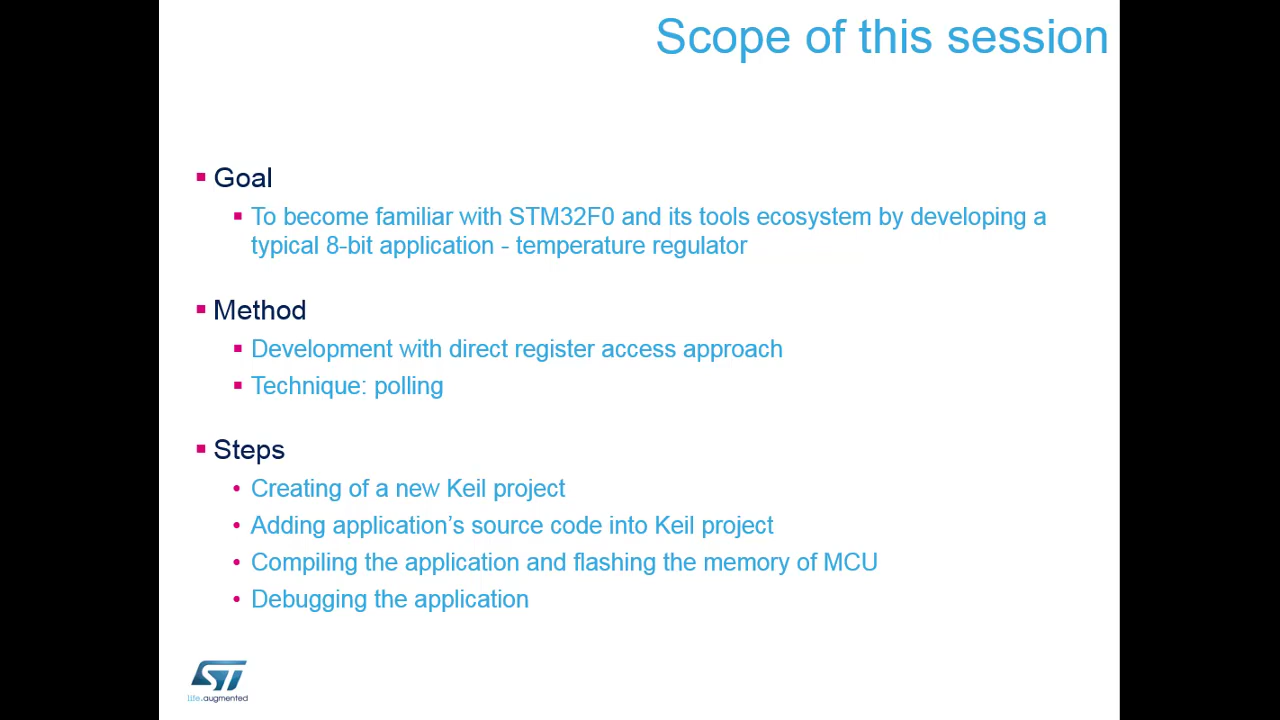 Scope of this session
Goal
To become familiar with STM32F0 and its tools ecosystem by developing a
typical 8-bit application - temperature regulator
Method
Development with direct register access approach
Technique: polling
Steps
Creating of a new Keil project
Adding application’s source code into Keil project
Compiling the application and flashing the memory of MCU
Debugging the application
ST
life.augmented